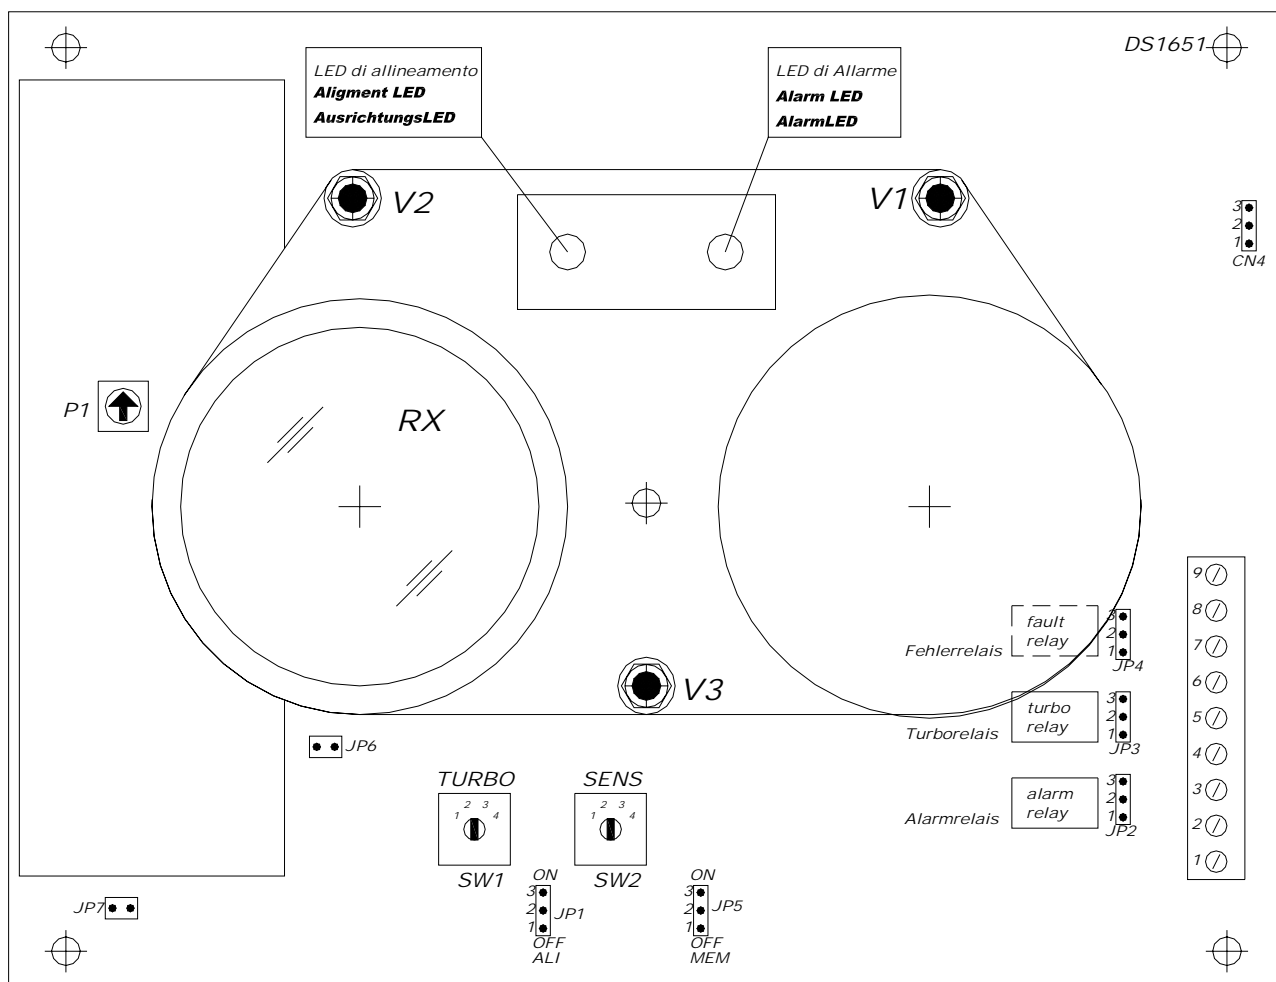 DS1651
LED di allineamento
Aligment LED
AusrichtungsLED
LED di Allarme
Alarm LED
AlarmLED
V2
V1
3
2
1
CN4
P1
RX
9
8
7
6
5
4
3
2
1
fault
relay
Fehlerrelais
3
2
1
JP4
V3
turbo
relay
Turborelais
3
2
1
JP3
JP6
alarm
relay
Alarmrelais
3
2
1
JP2
TURBO
1 2 3 4
SW1
SENS
1 2 3 4
SW2
JP7
ON
3
2
1
JP1
OFF
ALI
ON
3
2
1
JP5
OFF
MEM